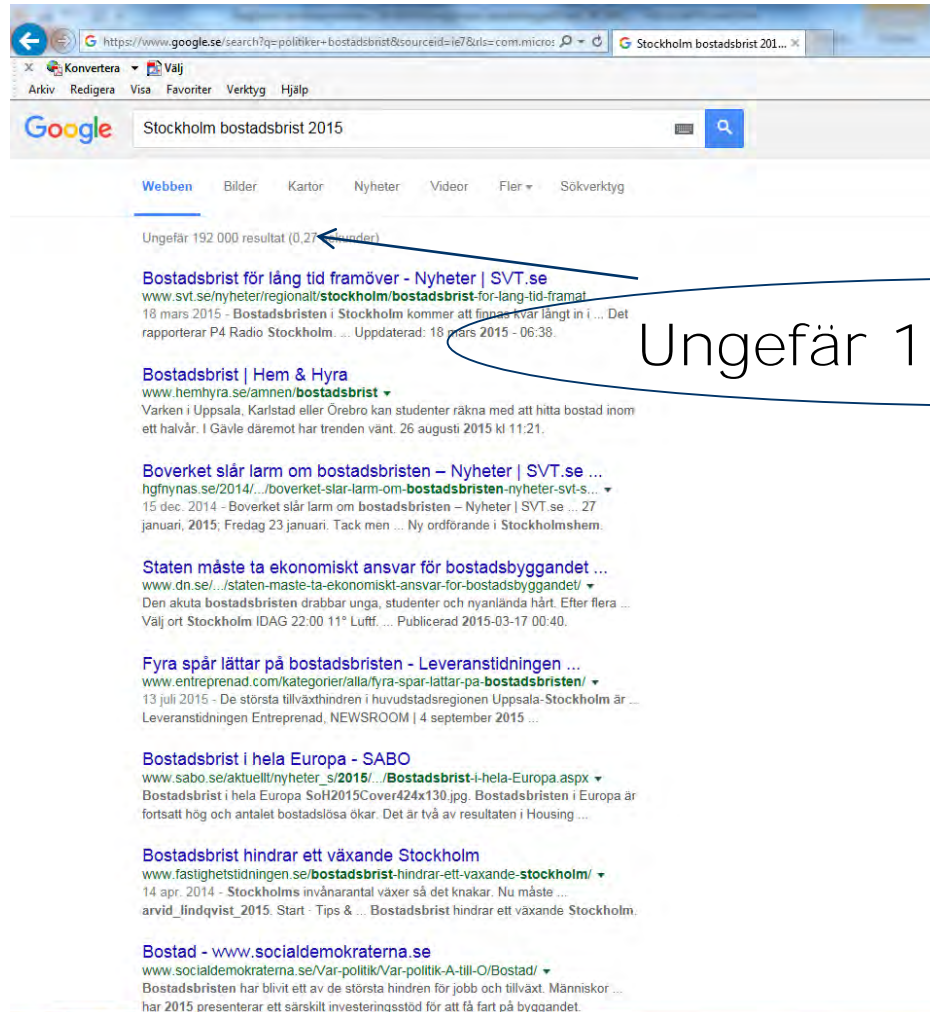 https://www.google.se/search?q=politiker+bostadsbrist&sourceid=ie7&rls=com.micros
Stockholm bostadsbrist 201...
Konvertera Välj
Arkiv Redigera Visa Favoriter Verktyg Hjälp
Google Stockholm bostadsbrist 2015
Webben Bilder Kartor Nyheter Videor Fler Sökverktyg
Ungefär 192 000 resultat (0,27 sekunder)
Bostadsbrist för lång tid framöver - Nyheter | SVT.se
www.svt.se/nyheter/regionalt/stockholm/bostadsbrist-for-lang-tid-framat
18 mars 2015 - Bostadsbristen i Stockholm kommer att finnas kvar långt in i ... Det
rapporterar P4 Radio Stockholm. ... Uppdaterad: 18 mars 2015 - 06:38.
Ungefär 1
Bostadsbrist | Hem & Hyra
www.hemhyra.se/amnen/bostadsbrist
Varken i Uppsala, Karlstad eller Örebro kan studenter räkna med att hitta bostad inom
ett halvår. I Gävle däremot har trenden vänt. 26 augusti 2015 kl 11:21.
Boverket slår larm om bostadsbristen – Nyheter | SVT.se ...
hgfnynas.se/2014/.../boverket-slar-larm-om-bostadsbristen-nyheter-svt-s...
15 dec. 2014 - Boverket slår larm om bostadsbristen – Nyheter | SVT.se ... 27
januari, 2015; Fredag 23 januari. Tack men ... Ny ordförande i Stockholmshem.
Staten måste ta ekonomiskt ansvar för bostadsbyggandet ...
www.dn.se/.../staten-maste-ta-ekonomiskt-ansvar-for-bostadsbyggandet/
Den akuta bostadsbristen drabbar unga, studenter och nyanlända hårt. Efter flera ...
Välj ort Stockholm IDAG 22:00 11° Luftf. ... Publicerad 2015-03-17 00:40.
Fyra spår lättar på bostadsbristen - Leveranstidningen ...
www.entreprenad.com/kategorier/alla/fyra-spar-lattar-pa-bostadsbristen/
13 juli 2015 - De största tillväxthindren i huvudstadsregionen Uppsala-Stockholm är ...
Leveranstidningen Entreprenad, NEWSROOM | 4 september 2015 ...
Bostadsbrist i hela Europa - SABO
www.sabo.se/aktuellt/nyheter_s/2015/.../Bostadsbrist-i-hela-Europa.aspx
Bostadsbrist i hela Europa SoH2015Cover424x130.jpg. Bostadsbristen i Europa är
fortsatt hög och antalet bostadslösa ökar. Det är två av resultaten i Housing ...
Bostadsbrist hindrar ett växande Stockholm
www.fastighetstidningen.se/bostadsbrist-hindrar-ett-vaxande-stockholm/
14 apr. 2014 - Stockholms invånarantal växer så det knakar. Nu måste ...
arvid_lindqvist_2015. Start · Tips & ... Bostadsbrist hindrar ett växande Stockholm.
Bostad - www.socialdemokraterna.se
www.socialdemokraterna.se/Var-politik/Var-politik-A-till-O/Bostad/
Bostadsbristen har blivit ett av de största hindren för jobb och tillväxt. Människor ...
har 2015 presenterar ett särskilt investeringsstöd för att få fart på byggandet.